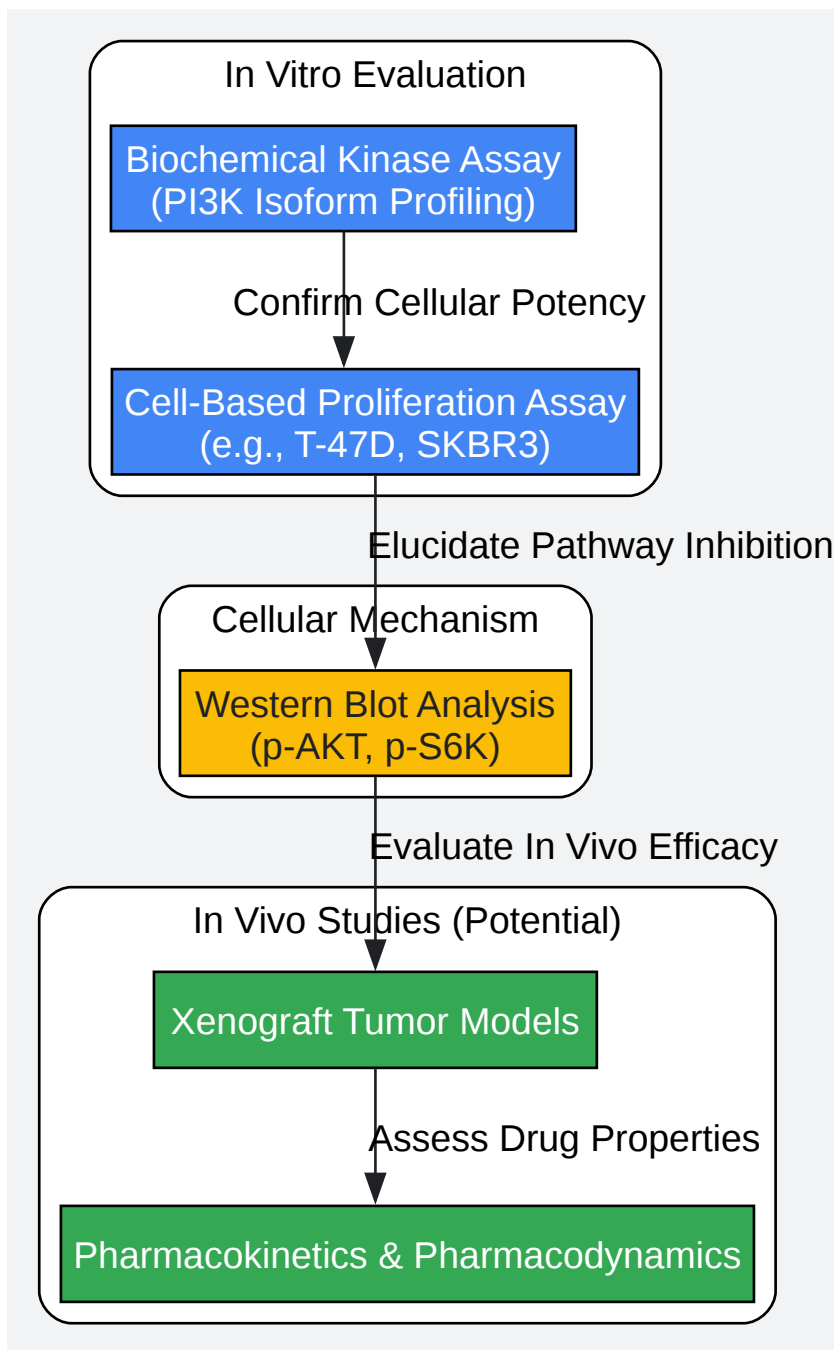 In Vitro Evaluation
Biochemical Kinase Assay
(PI3K Isoform Profiling)
Confirm Cellular Potency
Cell-Based Proliferation Assay
(e.g., T-47D, SKBR3)
Elucidate Pathway Inhibition
Cellular Mechanism
Western Blot Analysis
(p-AKT, p-S6K)
Evaluate In Vivo Efficacy
In Vivo Studies (Potential)
Xenograft Tumor Models
Assess Drug Properties
Pharmacokinetics & Pharmacodynamics